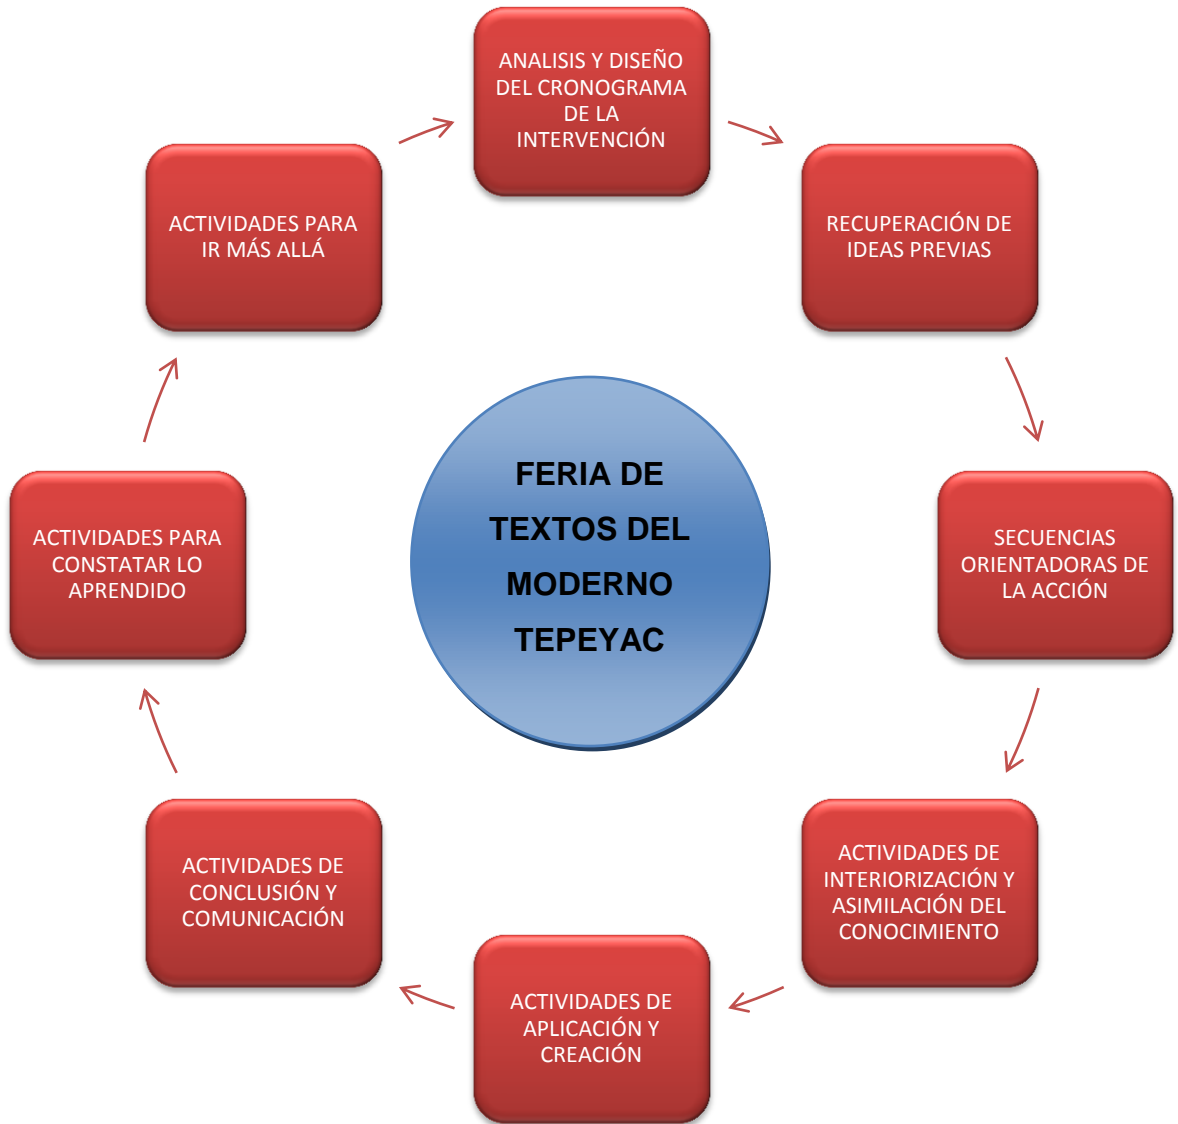 ANALISIS Y DISEÑO
DEL CRONOGRAMA
DE LA
INTERVENCIÓN
RECUPERACIÓN DE
IDEAS PREVIAS
SECUENCIAS
ORIENTADORAS DE
LA ACCIÓN
ACTIVIDADES DE
INTERIORIZACIÓN Y
ASIMILACIÓN DEL
CONOCIMIENTO
ACTIVIDADES DE
APLICACIÓN Y
CREACIÓN
ACTIVIDADES DE
CONCLUSIÓN Y
COMUNICACIÓN
ACTIVIDADES PARA
CONSTATAR LO
APRENDIDO
ACTIVIDADES PARA
IR MÁS ALLÁ
FERIA DE
TEXTOS DEL
MODERNO
TEPEYAC